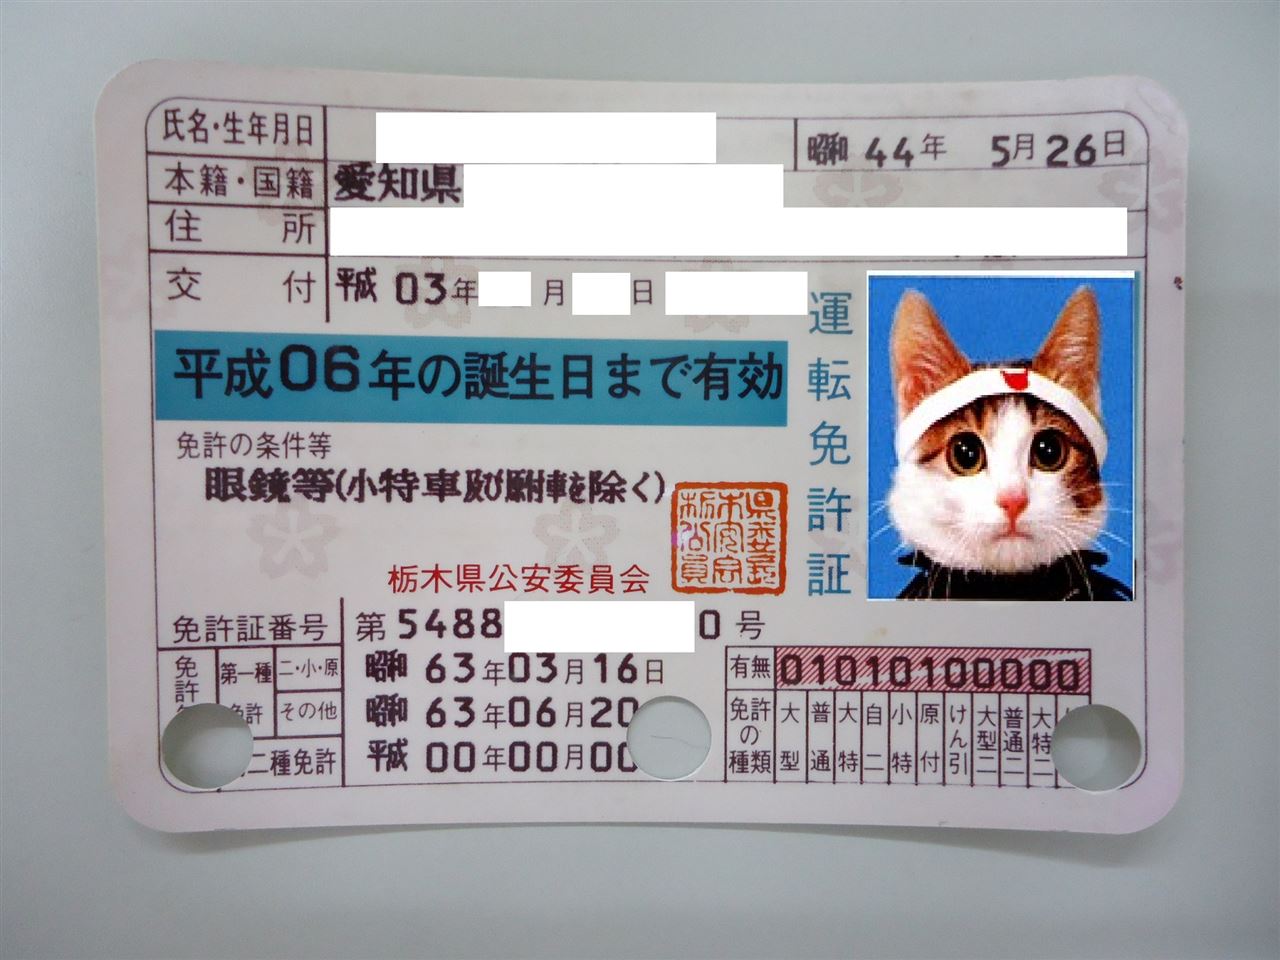 氏名・生年月日 昭和44年 5月26日
本籍・国籍 愛知県
住所
交付 平成03年 月 日
平成06年の誕生日まで有効
免許の条件等
眼鏡等(小特車及び原付車を除く)
栃木県公安委員会
運転免許証
免許証番号 第5488 0号
第一種 二・小・原 昭和63年03月16日
免許 その他 昭和63年06月20
二種免許 平成00年00月00
有無 01010100000
免許の種類 大型 普通 大特 自二 小特 原付 けん引 大型二 普通二 大特二